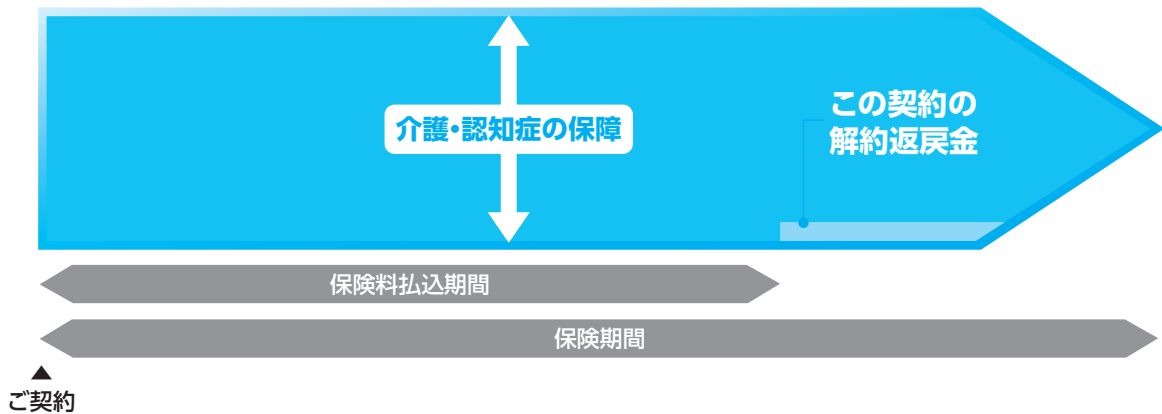 介護・認知症の保障
この契約の
解約返戻金
保険料払込期間
保険期間
ご契約